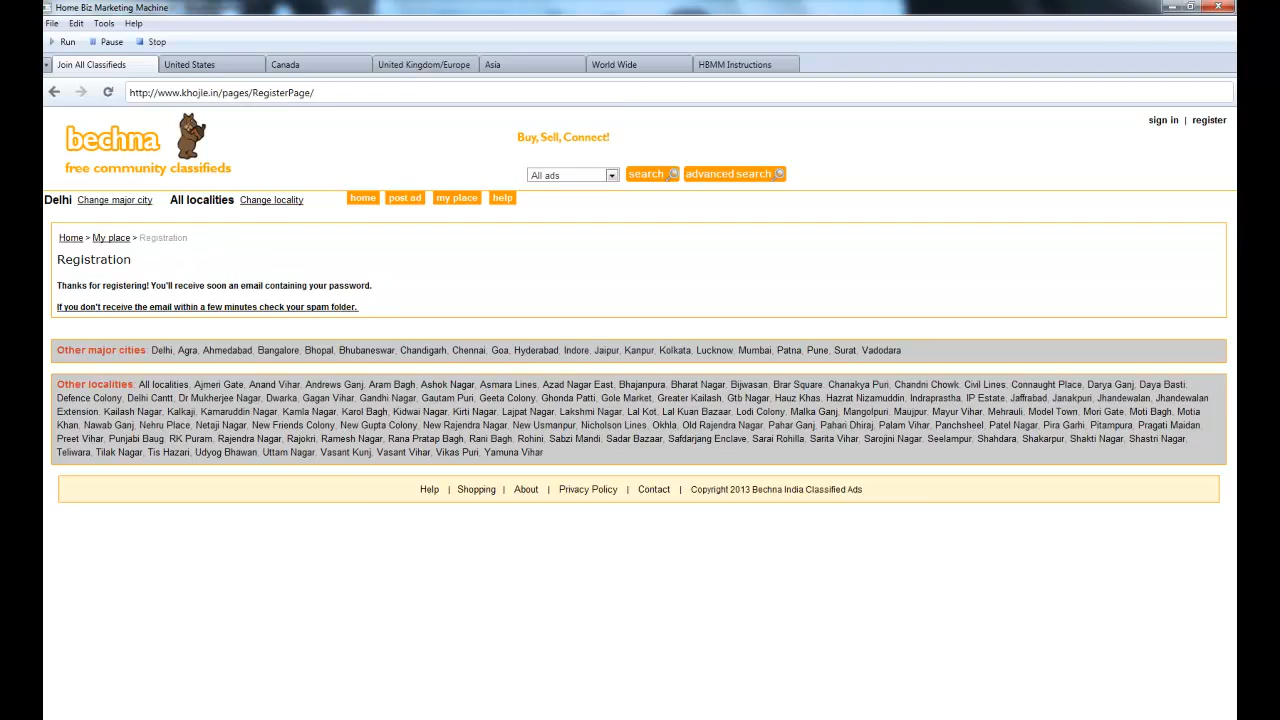 Home Biz Marketing Machine
File Edit Tools Help
Run Pause Stop
Join All Classifieds United States Canada United Kingdom/Europe Asia World Wide HBMM Instructions
http://www.khojle.in/pages/RegisterPage/
sign in | register
bechna
free community classifieds
Buy, Sell, Connect!
All ads search advanced search
Delhi Change major city All localities Change locality home post ad my place help
Home > My place > Registration
Registration
Thanks for registering! You'll receive soon an email containing your password.
If you don't receive the email within a few minutes check your spam folder.
Other major cities: Delhi, Agra, Ahmedabad, Bangalore, Bhopal, Bhubaneswar, Chandigarh, Chennai, Goa, Hyderabad, Indore, Jaipur, Kanpur, Kolkata, Lucknow, Mumbai, Patna, Pune, Surat, Vadodara
Other localities: All localities, Ajmeri Gate, Anand Vihar, Andrews Ganj, Aram Bagh, Ashok Nagar, Asmara Lines, Azad Nagar East, Bhajanpura, Bharat Nagar, Bijwasan, Brar Square, Chanakya Puri, Chandni Chowk, Civil Lines, Connaught Place, Darya Ganj, Daya Basti,
Defence Colony, Delhi Cantt, Dr Mukherjee Nagar, Dwarka, Gagan Vihar, Gandhi Nagar, Gautam Puri, Geeta Colony, Ghonda Patti, Gole Market, Greater Kailash, Gtb Nagar, Hauz Khas, Hazrat Nizamuddin, Indraprastha, IP Estate, Jaffrabad, Janakpuri, Jhandewalan, Jhandewalan
Extension, Kailash Nagar, Kalkaji, Kamaruddin Nagar, Kamla Nagar, Karol Bagh, Kidwai Nagar, Kirti Nagar, Lajpat Nagar, Lakshmi Nagar, Lal Kot, Lal Kuan Bazaar, Lodi Colony, Malka Ganj, Mangolpuri, Maujpur, Mayur Vihar, Mehrauli, Model Town, Mori Gate, Moti Bagh, Motia
Khan, Nawab Ganj, Nehru Place, Netaji Nagar, New Friends Colony, New Gupta Colony, New Rajendra Nagar, New Usmanpur, Nicholson Lines, Okhla, Old Rajendra Nagar, Pahar Ganj, Pahari Dhiraj, Palam Vihar, Panchsheel, Patel Nagar, Pira Garhi, Pitampura, Pragati Maidan,
Preet Vihar, Punjabi Baug, RK Puram, Rajendra Nagar, Rajokri, Ramesh Nagar, Rana Pratap Bagh, Rani Bagh, Rohini, Sabzi Mandi, Sadar Bazaar, Safdarjang Enclave, Sarai Rohilla, Sarita Vihar, Sarojini Nagar, Seelampur, Shahdara, Shakarpur, Shakti Nagar, Shastri Nagar,
Teliwara, Tilak Nagar, Tis Hazari, Udyog Bhawan, Uttam Nagar, Vasant Kunj, Vasant Vihar, Vikas Puri, Yamuna Vihar
Help | Shopping | About | Privacy Policy | Contact | Copyright 2013 Bechna India Classified Ads